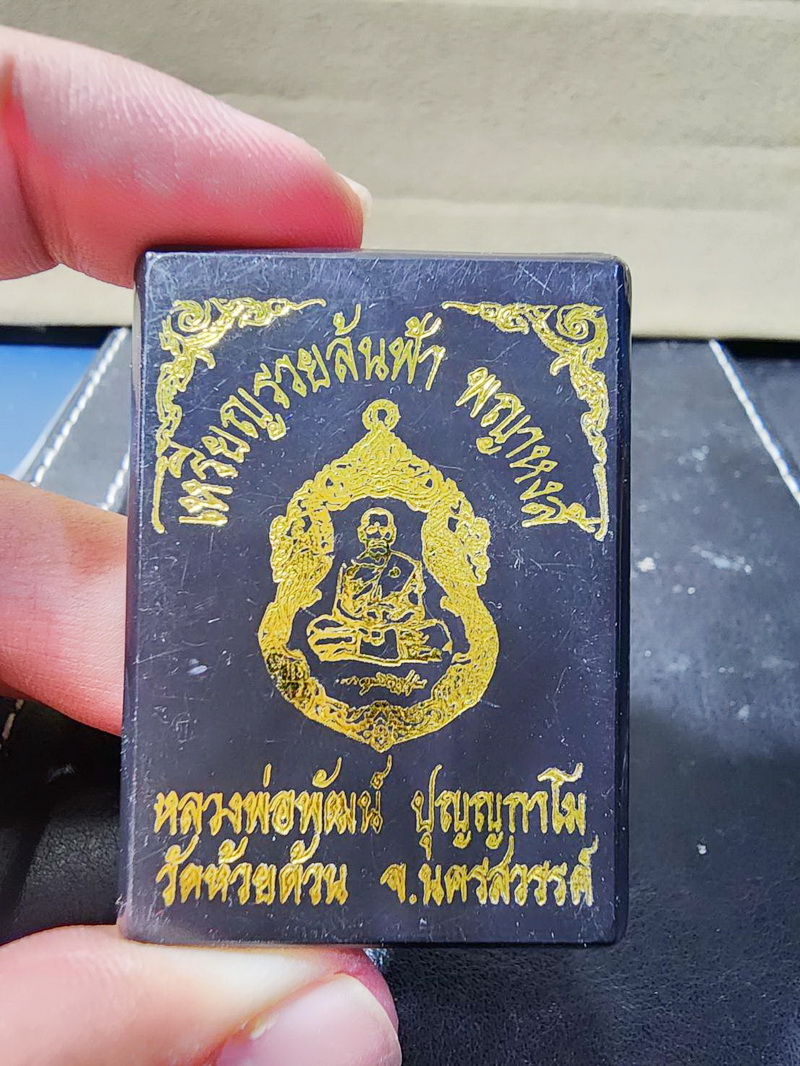 เหรียญรวยล้นฟ้า พญาหงส์
หลวงพ่อพัฒน์ ปุญญกาโม
วัดห้วยด้วน จ.นครสวรรค์